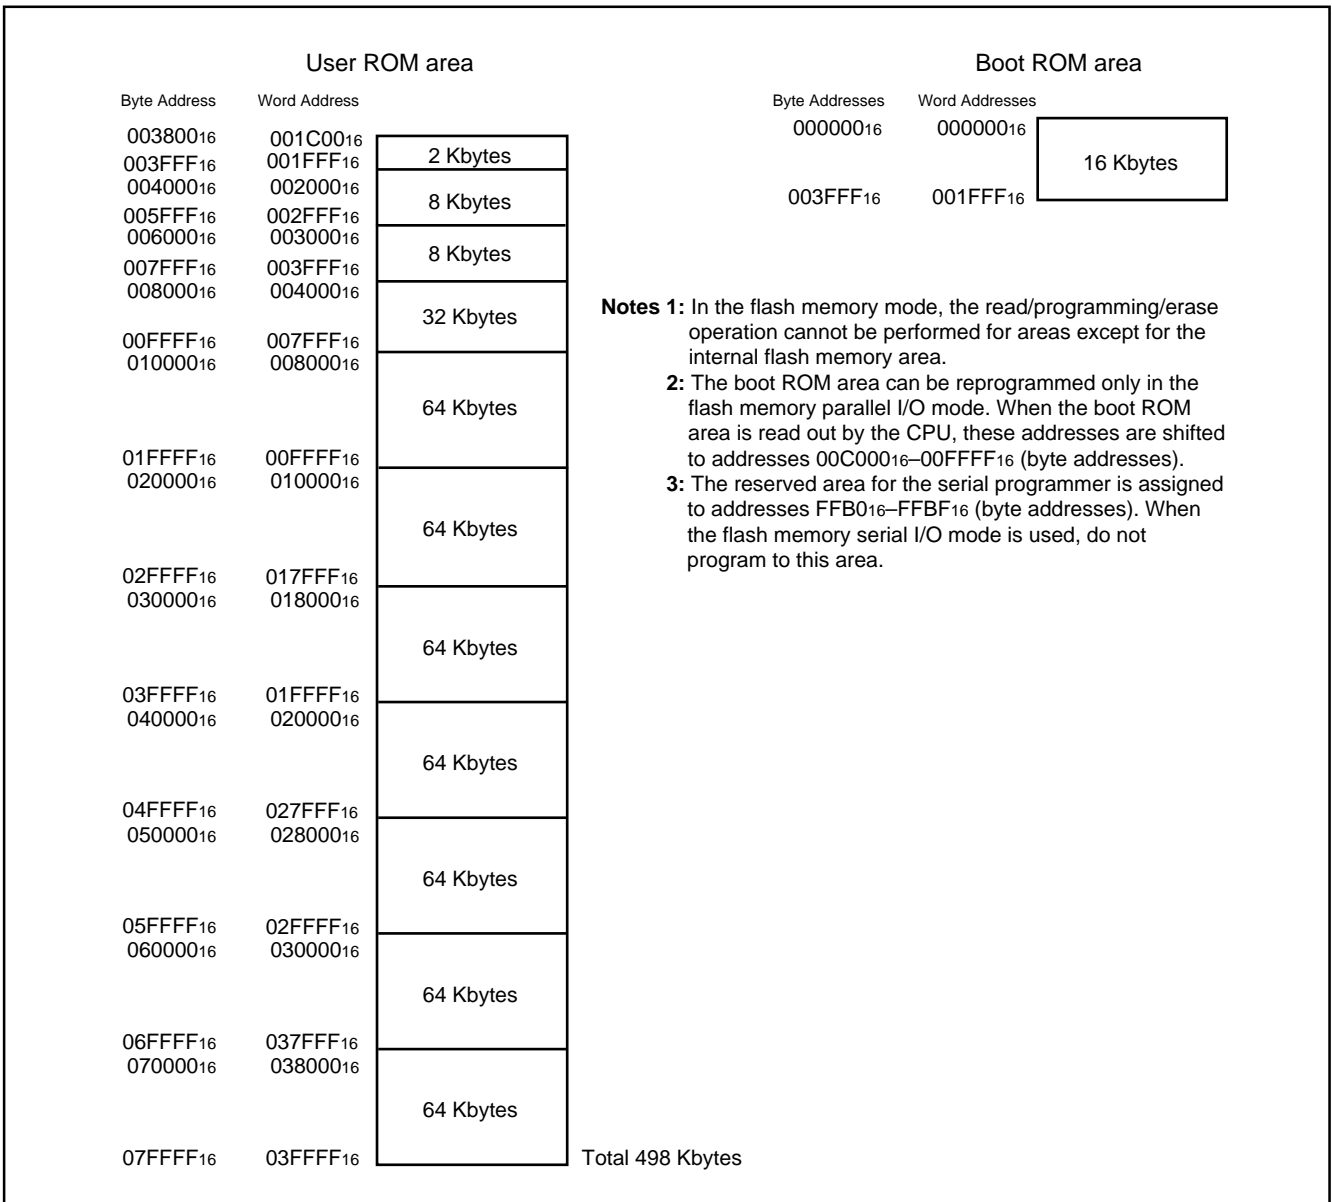 User ROM area
Byte Address Word Address
003800₁₆ 001C00₁₆
2 Kbytes
003FFF₁₆ 001FFF₁₆
004000₁₆ 002000₁₆
8 Kbytes
005FFF₁₆ 002FFF₁₆
006000₁₆ 003000₁₆
8 Kbytes
007FFF₁₆ 003FFF₁₆
008000₁₆ 004000₁₆
32 Kbytes
00FFFF₁₆ 007FFF₁₆
010000₁₆ 008000₁₆
64 Kbytes
01FFFF₁₆ 00FFFF₁₆
020000₁₆ 010000₁₆
64 Kbytes
02FFFF₁₆ 017FFF₁₆
030000₁₆ 018000₁₆
64 Kbytes
03FFFF₁₆ 01FFFF₁₆
040000₁₆ 020000₁₆
64 Kbytes
04FFFF₁₆ 027FFF₁₆
050000₁₆ 028000₁₆
64 Kbytes
05FFFF₁₆ 02FFFF₁₆
060000₁₆ 030000₁₆
64 Kbytes
06FFFF₁₆ 037FFF₁₆
070000₁₆ 038000₁₆
64 Kbytes
07FFFF₁₆ 03FFFF₁₆
Total 498 Kbytes
Boot ROM area
Byte Addresses Word Addresses
000000₁₆ 000000₁₆
16 Kbytes
003FFF₁₆ 001FFF₁₆
Notes 1: In the flash memory mode, the read/programming/erase
operation cannot be performed for areas except for the
internal flash memory area.
2: The boot ROM area can be reprogrammed only in the
flash memory parallel I/O mode. When the boot ROM
area is read out by the CPU, these addresses are shifted
to addresses 00C000₁₆–00FFFF₁₆ (byte addresses).
3: The reserved area for the serial programmer is assigned
to addresses FFB0₁₆–FFBF₁₆ (byte addresses). When
the flash memory serial I/O mode is used, do not
program to this area.